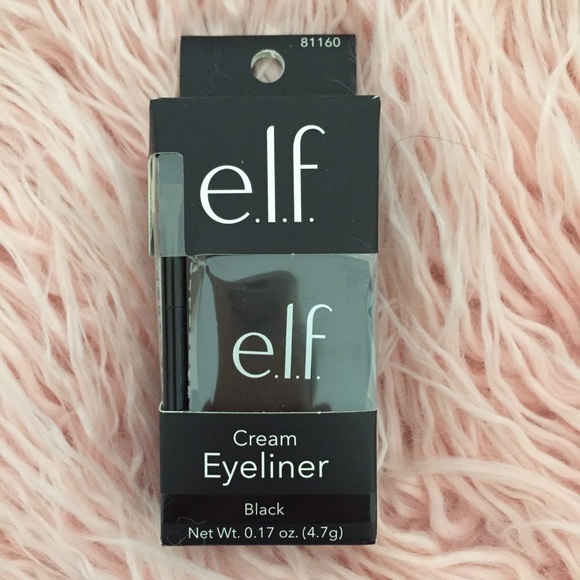 81160
e.l.f.
e.l.f.
Cream
Eyeliner
Black
Net Wt. 0.17 oz. (4.7g)